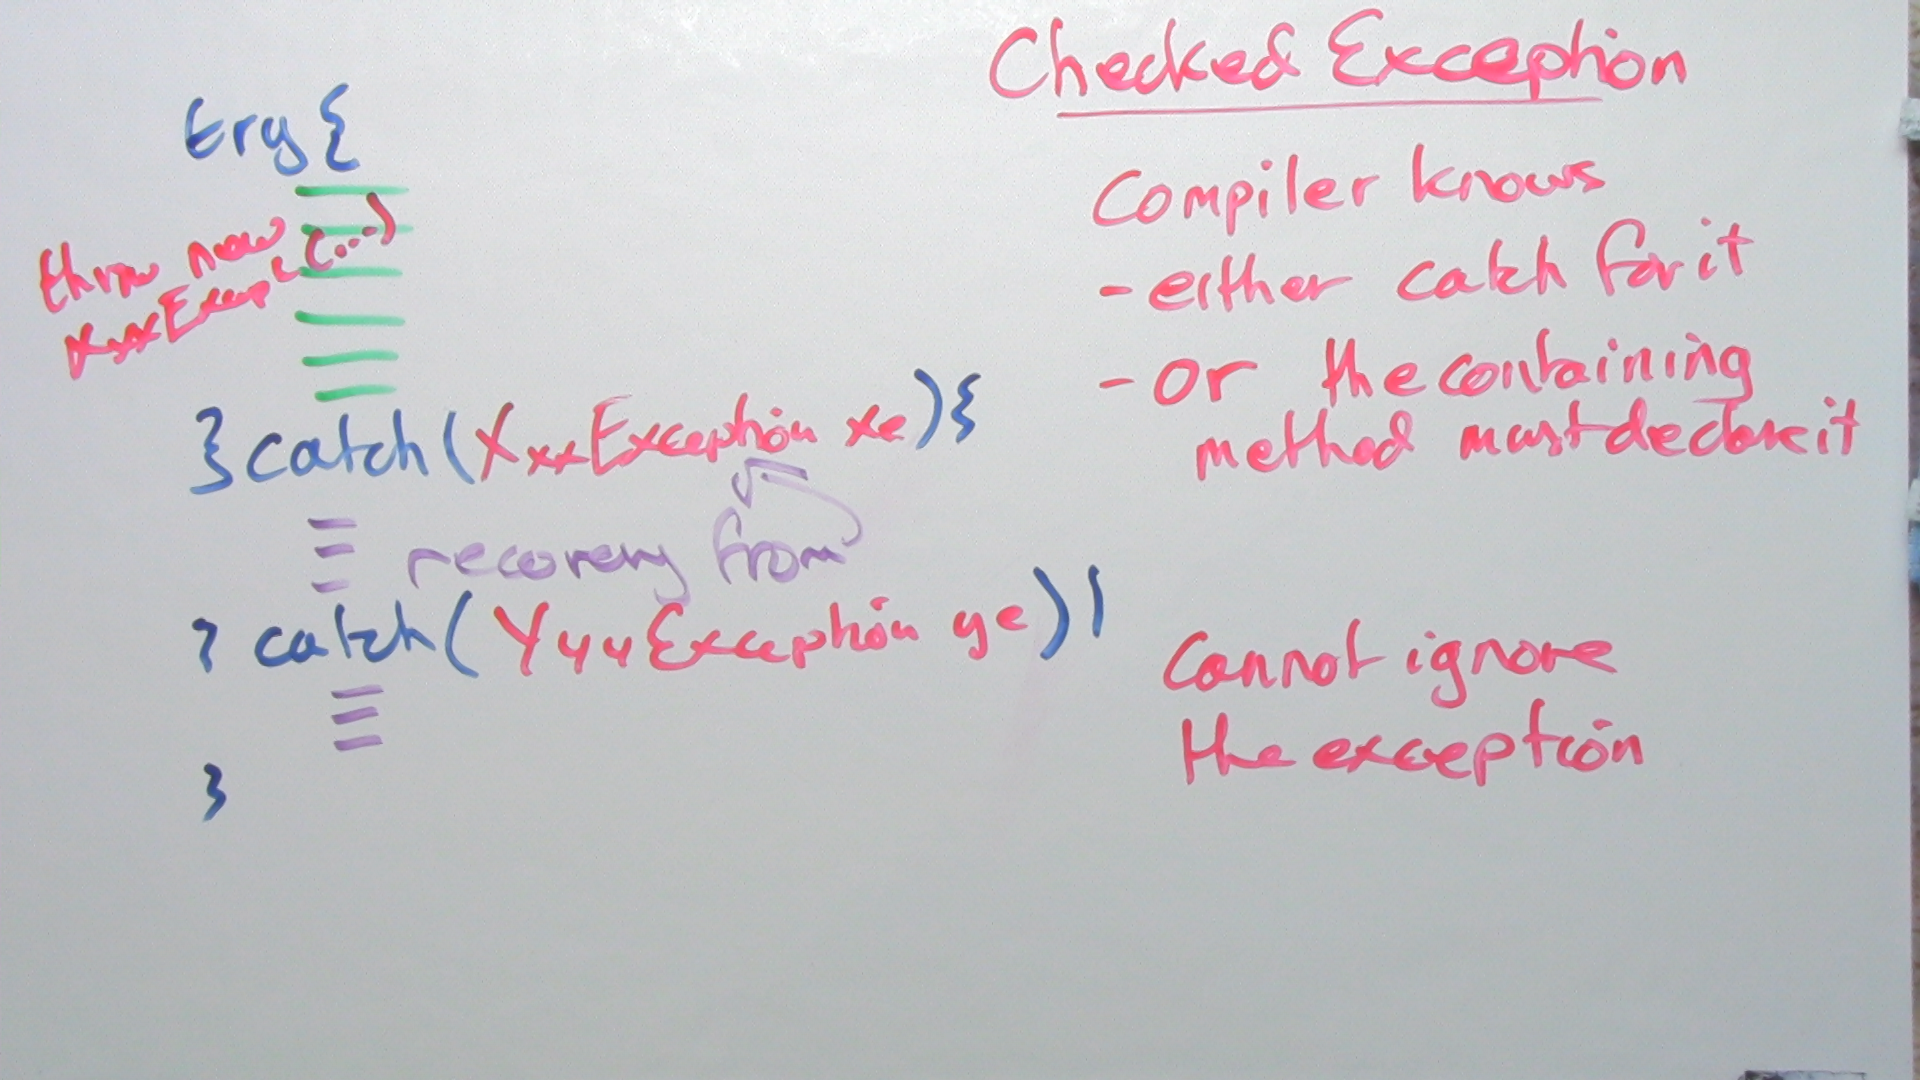 try {
throw new
XxxExcep (...)
} catch (XxxException xe) {
recovery from
} catch (YyyException ye) {
}
Checked Exception
Compiler knows
- either catch for it
- or the containing
method must declare it
Cannot ignore
the exception